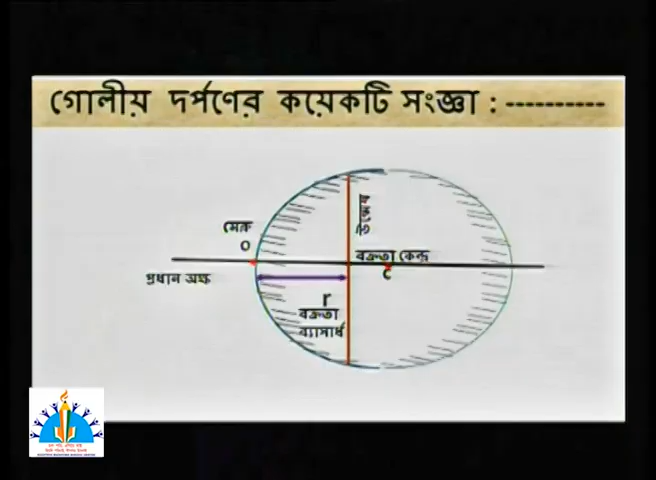 গোলীয় দর্পণের কয়েকটি সংজ্ঞা : ----------
মেরু
O
উন্মেষ
বক্রতা কেন্দ্র
C
প্রধান অক্ষ
r
বক্রতা
ব্যাসার্ধ